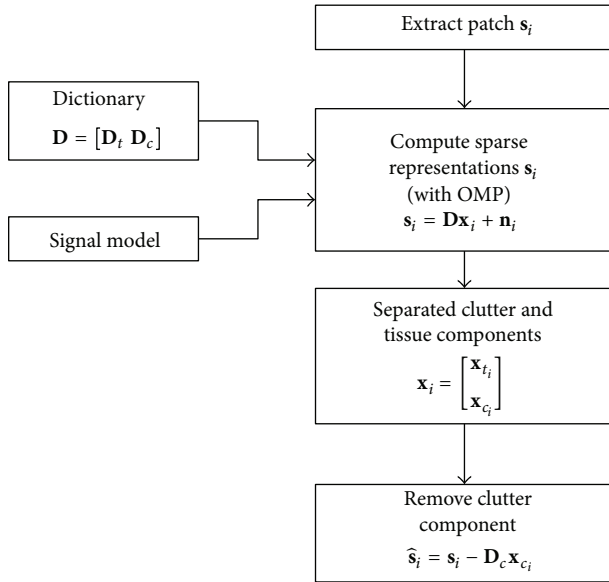 Extract patch s_i
Dictionary
D = [D_t D_c]
Compute sparse
representations s_i
(with OMP)
s_i = Dx_i + n_i
Signal model
Separated clutter and
tissue components
x_i = [x_{t_i}
x_{c_i}]
Remove clutter
component
ŝ_i = s_i − D_c x_{c_i}